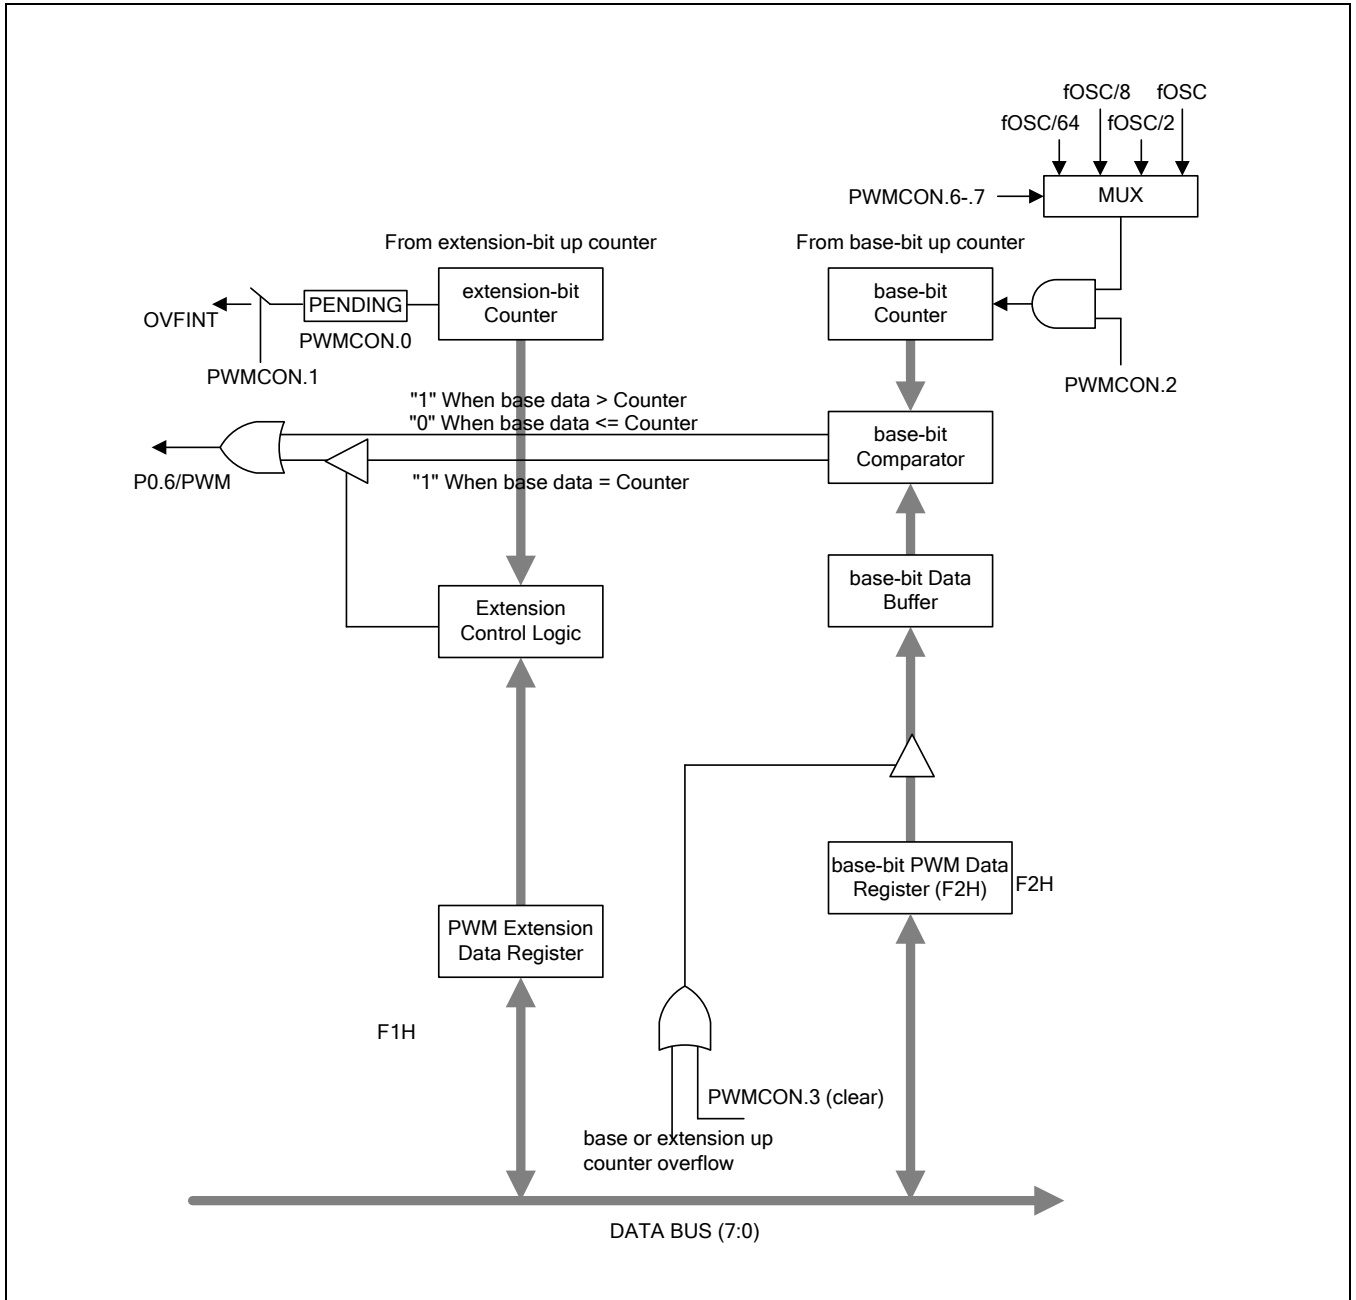 fOSC/8 fOSC
fOSC/64 fOSC/2
PWMCON.6-.7
MUX
From extension-bit up counter
From base-bit up counter
extension-bit
Counter
base-bit
Counter
PENDING
OVFINT
PWMCON.0
PWMCON.1
PWMCON.2
"1" When base data > Counter
"0" When base data <= Counter
base-bit
Comparator
P0.6/PWM
"1" When base data = Counter
base-bit Data
Buffer
Extension
Control Logic
base-bit PWM Data
Register (F2H)
F2H
PWM Extension
Data Register
F1H
PWMCON.3 (clear)
base or extension up
counter overflow
DATA BUS (7:0)